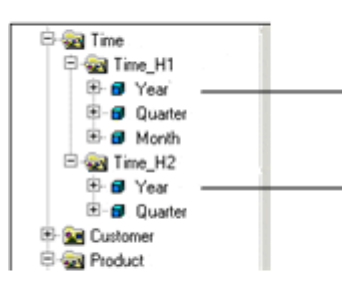 Time
Time_H1
Year
Quarter
Month
Time_H2
Year
Quarter
Customer
Product